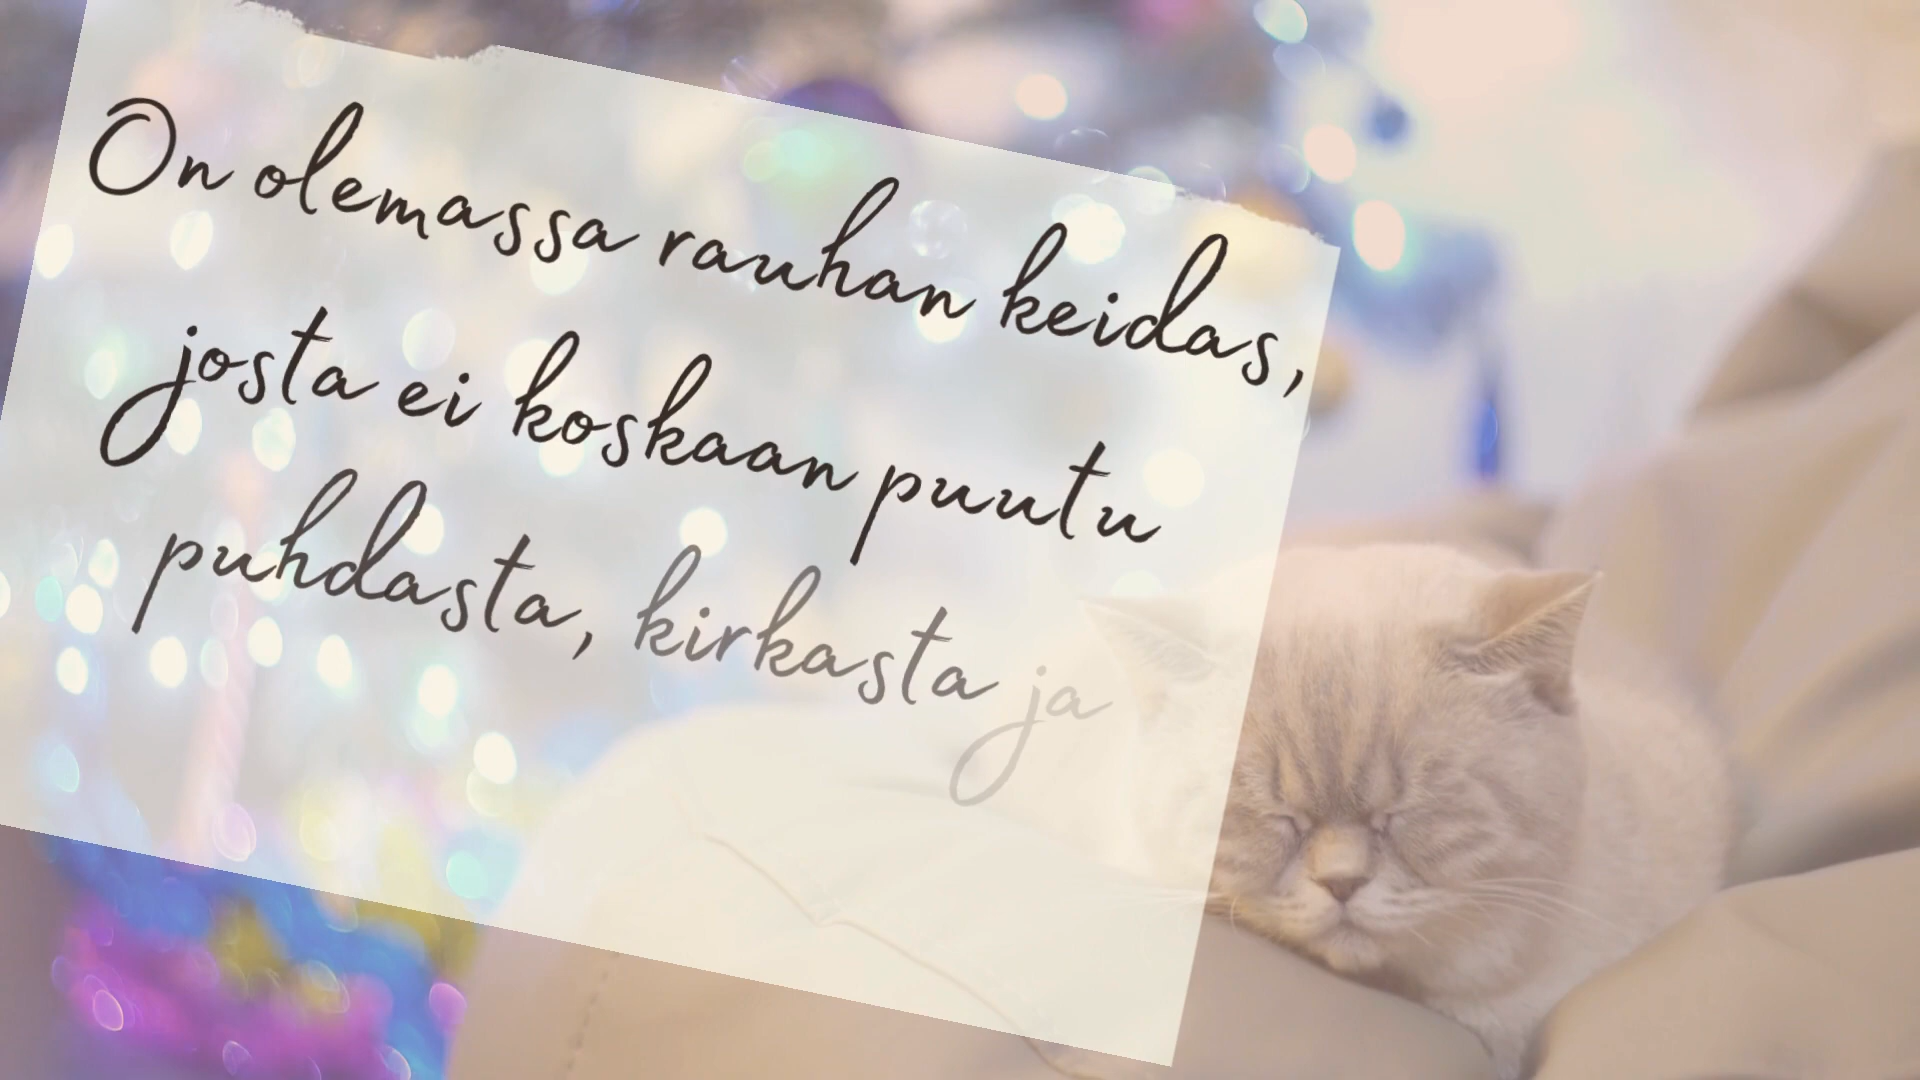 On olemassa rauhan keidas,
josta ei koskaan puutu
puhdasta, kirkasta ja